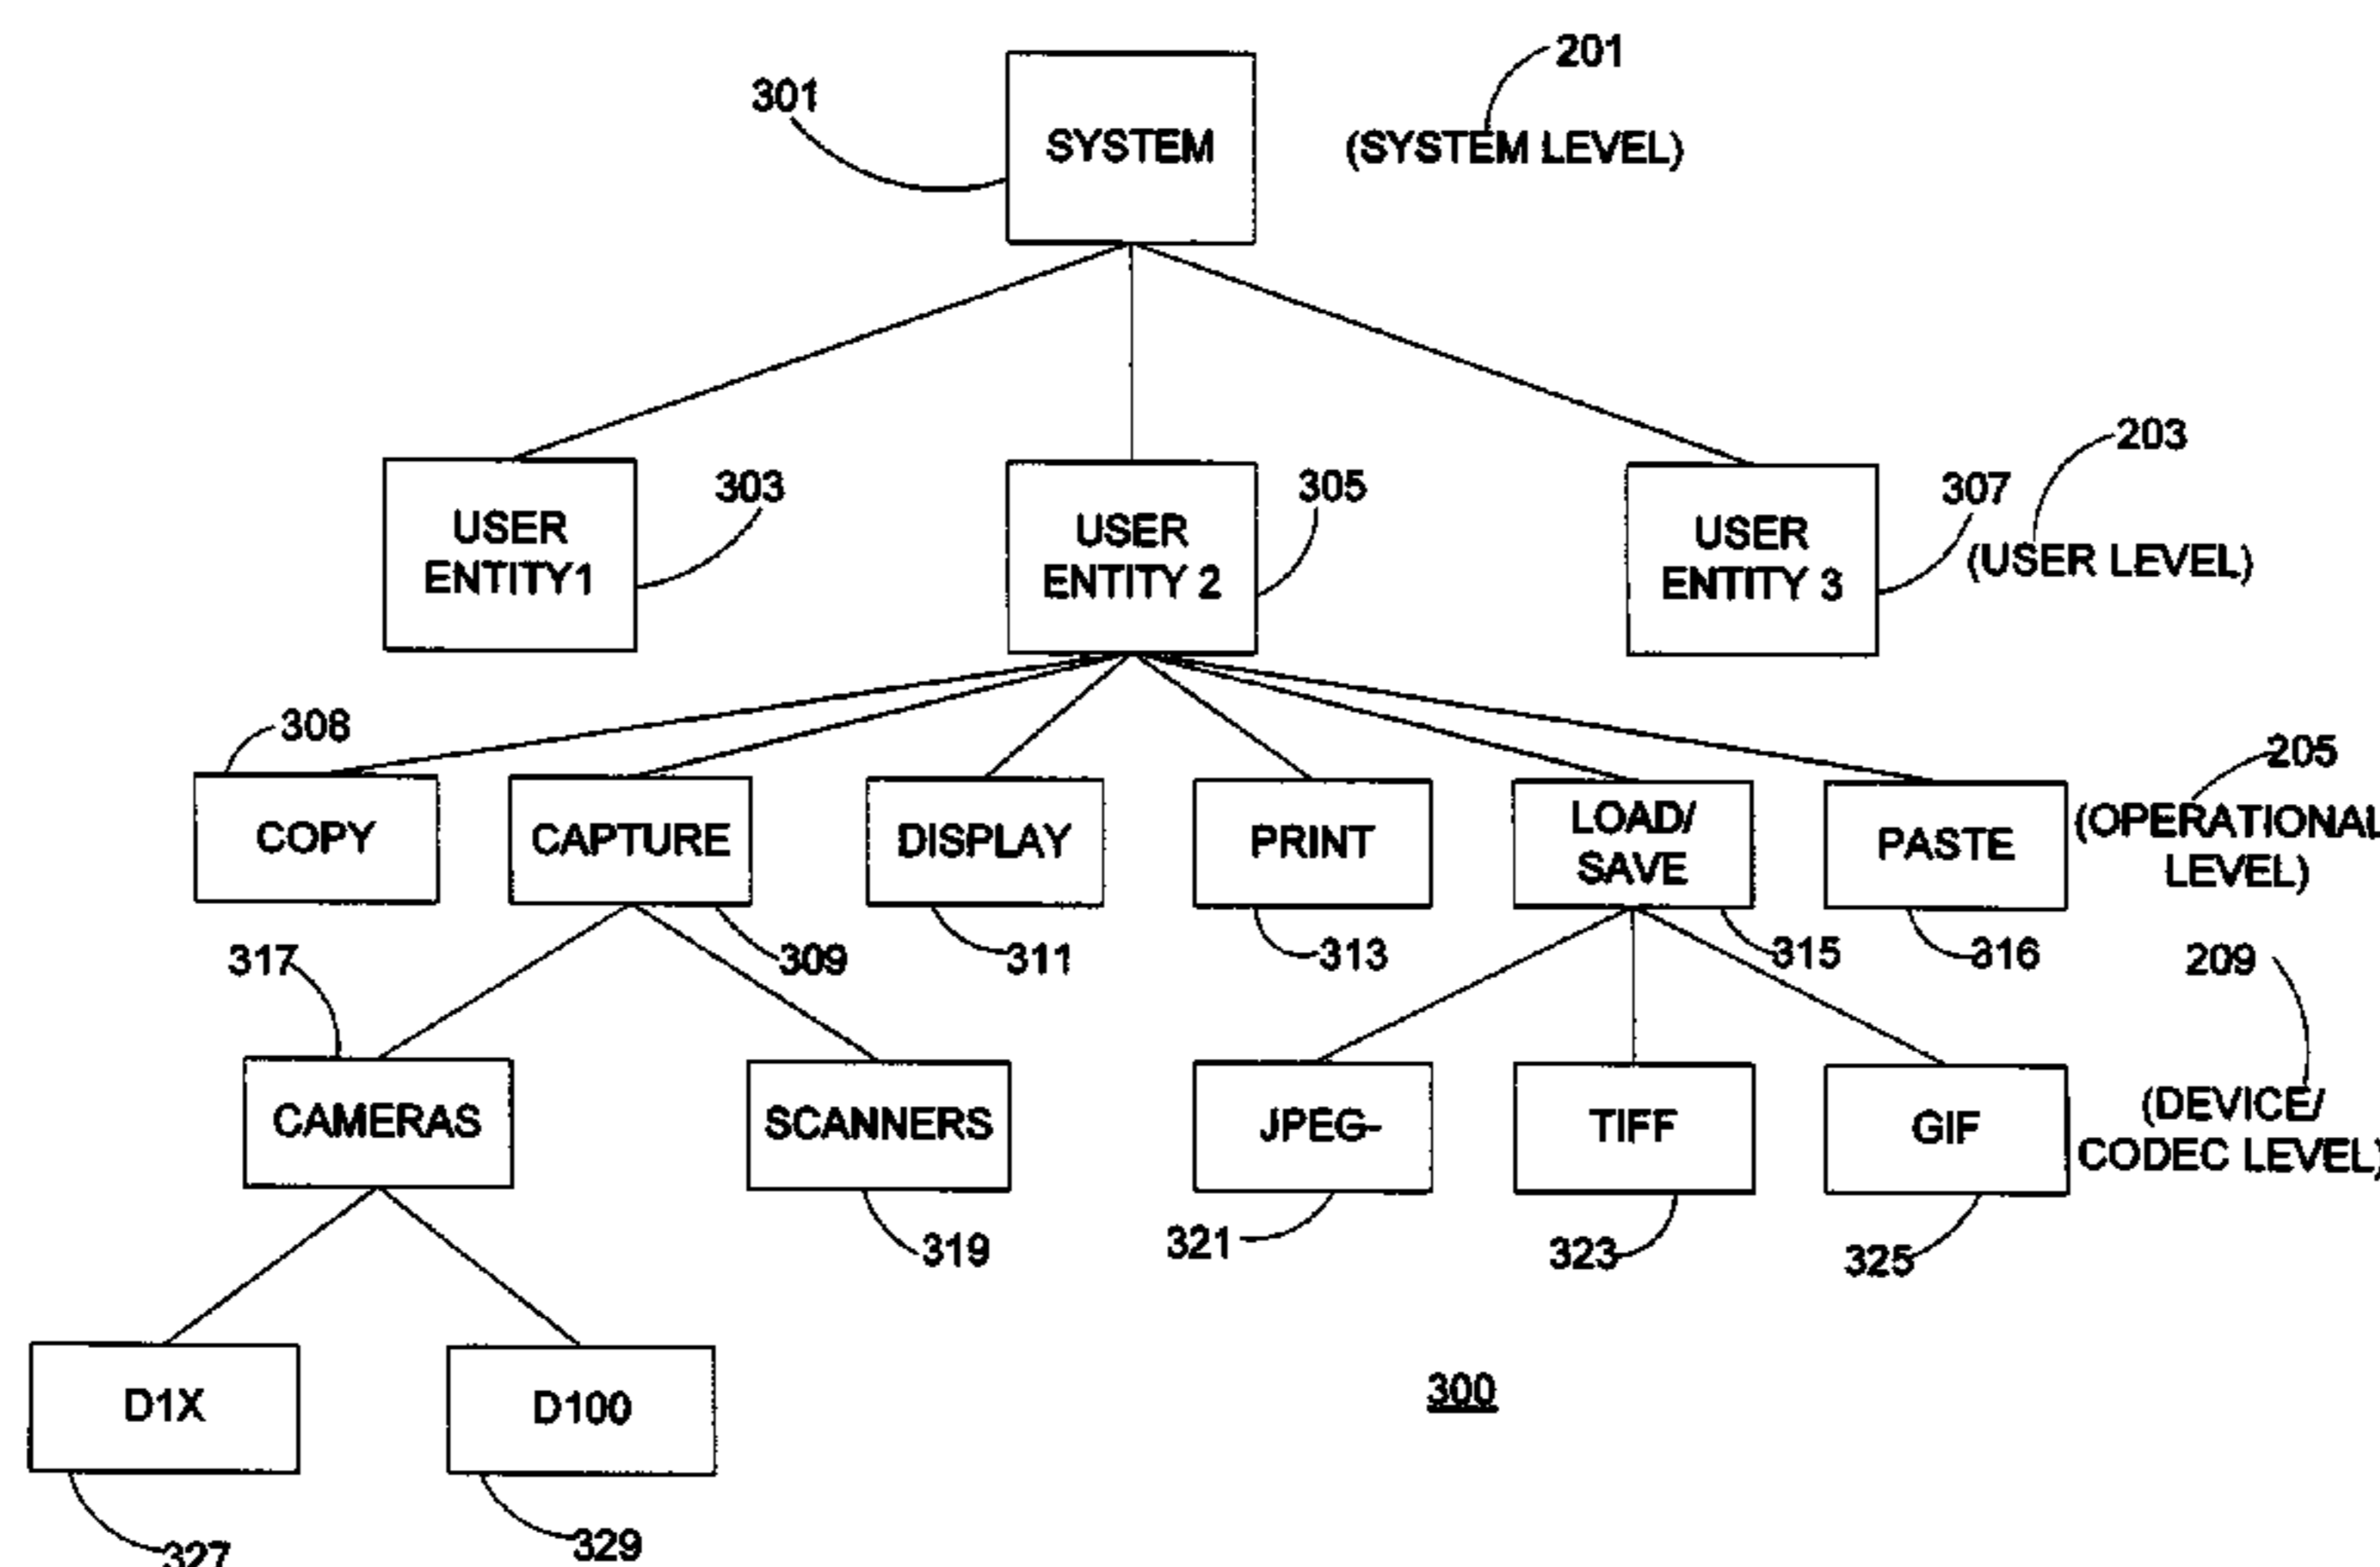 201
301
SYSTEM
(SYSTEM LEVEL)
203
303
305
307
USER
ENTITY1
USER
ENTITY 2
USER
ENTITY 3
(USER LEVEL)
308
205
COPY
CAPTURE
DISPLAY
PRINT
LOAD/
SAVE
PASTE
(OPERATIONAL
LEVEL)
317
309
311
313
315
316
209
CAMERAS
SCANNERS
JPEG-
TIFF
GIF
(DEVICE/
CODEC LEVEL)
319
321
323
325
D1X
D100
300
327
329